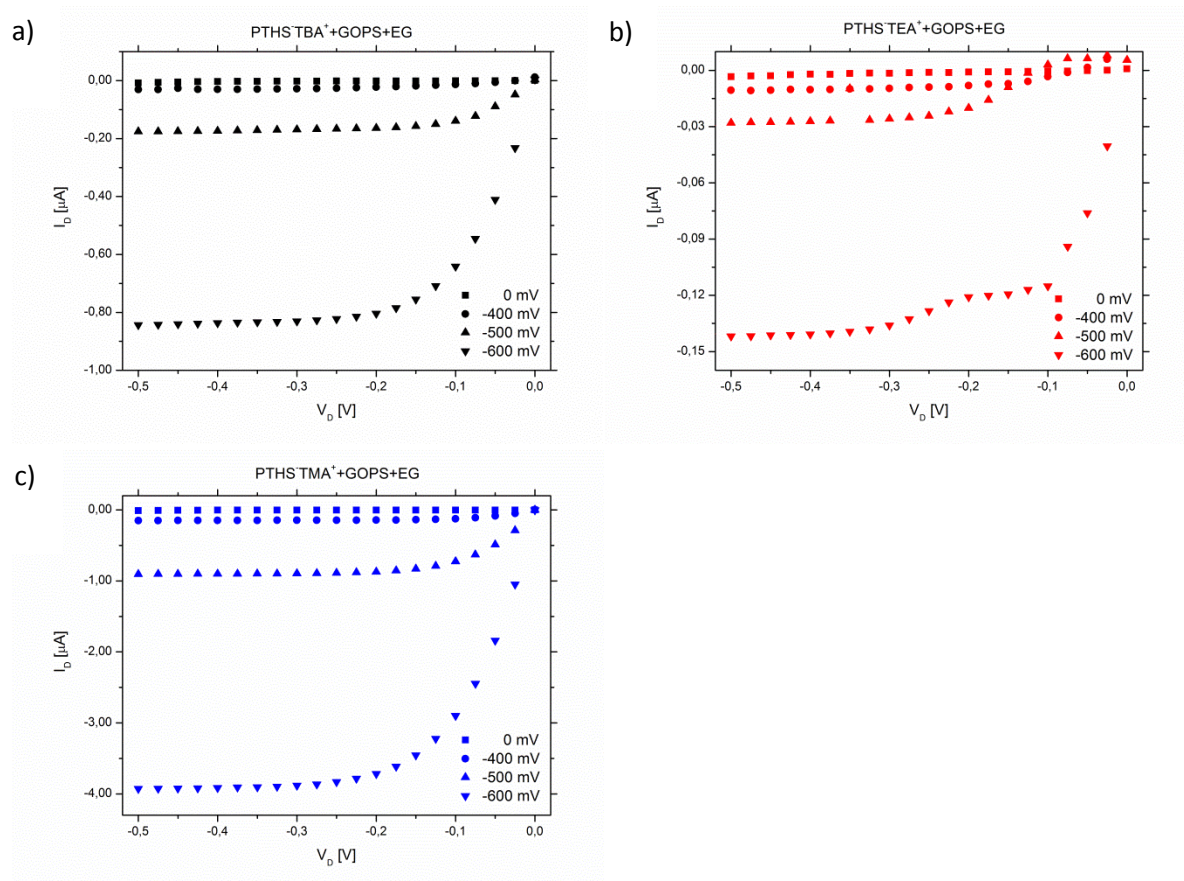 a)
PTHS⁻TBA⁺+GOPS+EG
0,00
-0,20
-0,40
-0,60
-0,80
-1,00
I_D [µA]
-0,5 -0,4 -0,3 -0,2 -0,1 0,0
V_D [V]
0 mV
-400 mV
-500 mV
-600 mV
b)
PTHS⁻TEA⁺+GOPS+EG
0,00
-0,03
-0,06
-0,09
-0,12
-0,15
I_D [µA]
-0,5 -0,4 -0,3 -0,2 -0,1 0,0
V_D [V]
0 mV
-400 mV
-500 mV
-600 mV
c)
PTHS⁻TMA⁺+GOPS+EG
0,00
-1,00
-2,00
-3,00
-4,00
I_D [µA]
-0,5 -0,4 -0,3 -0,2 -0,1 0,0
V_D [V]
0 mV
-400 mV
-500 mV
-600 mV